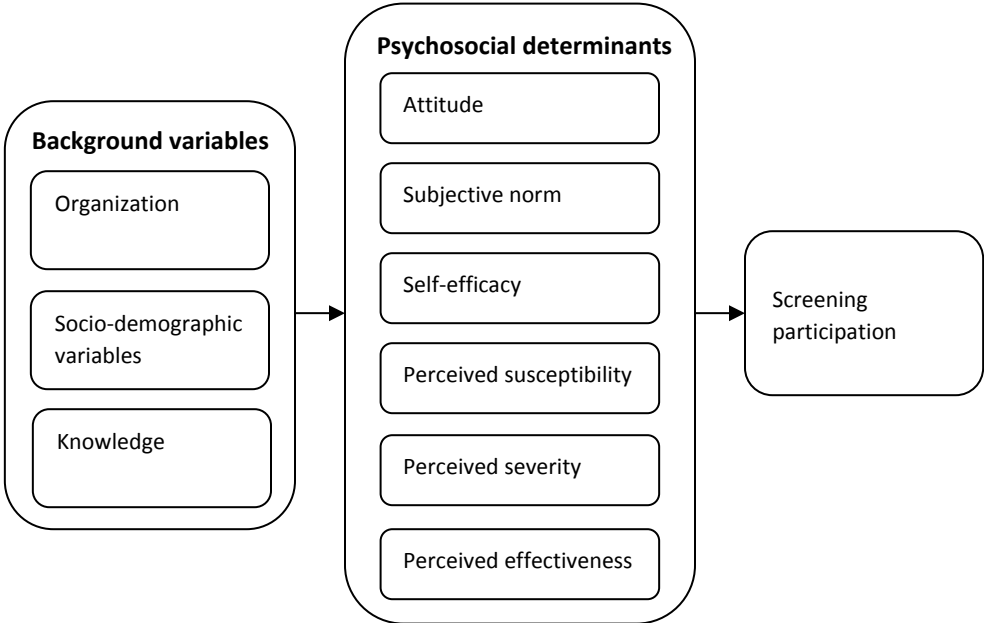 Background variables
Organization
Socio-demographic
variables
Knowledge
Psychosocial determinants
Attitude
Subjective norm
Self-efficacy
Perceived susceptibility
Perceived severity
Perceived effectiveness
Screening
participation